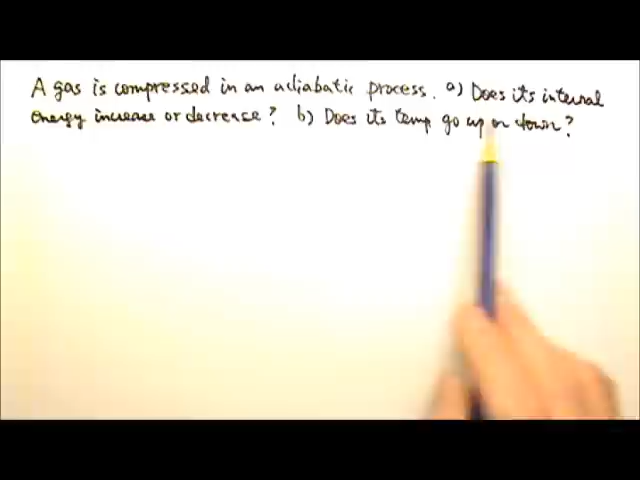 A gas is compressed in an adiabatic process. a) Does its internal
energy increase or decrease? b) Does its temp go up or down?